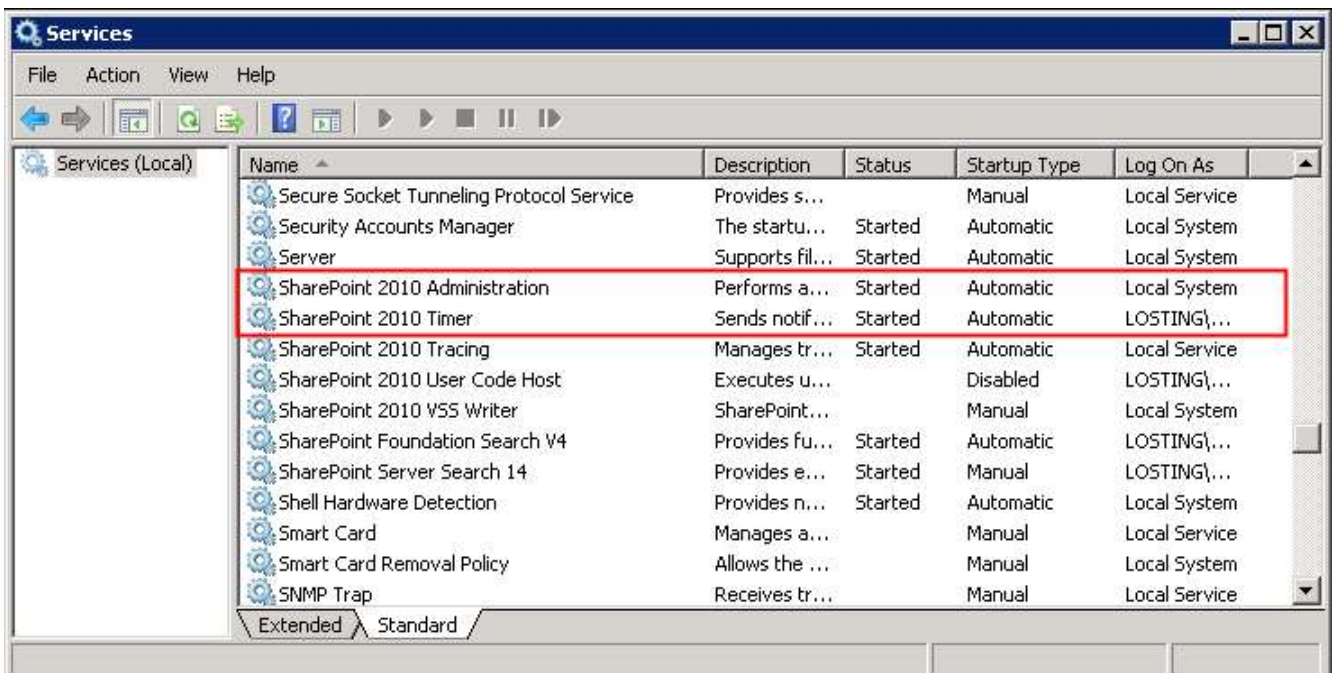 Services
File Action View Help
Services (Local)
Name Description Status Startup Type Log On As
Secure Socket Tunneling Protocol Service Provides s... Manual Local Service
Security Accounts Manager The startu... Started Automatic Local System
Server Supports fil... Started Automatic Local System
SharePoint 2010 Administration Performs a... Started Automatic Local System
SharePoint 2010 Timer Sends notif... Started Automatic LOSTING\...
SharePoint 2010 Tracing Manages tr... Started Automatic Local Service
SharePoint 2010 User Code Host Executes u... Disabled LOSTING\...
SharePoint 2010 VSS Writer SharePoint... Manual Local System
SharePoint Foundation Search V4 Provides fu... Started Automatic LOSTING\...
SharePoint Server Search 14 Provides e... Started Manual LOSTING\...
Shell Hardware Detection Provides n... Started Automatic Local System
Smart Card Manages a... Manual Local Service
Smart Card Removal Policy Allows the ... Manual Local System
SNMP Trap Receives tr... Manual Local Service
Extended Standard